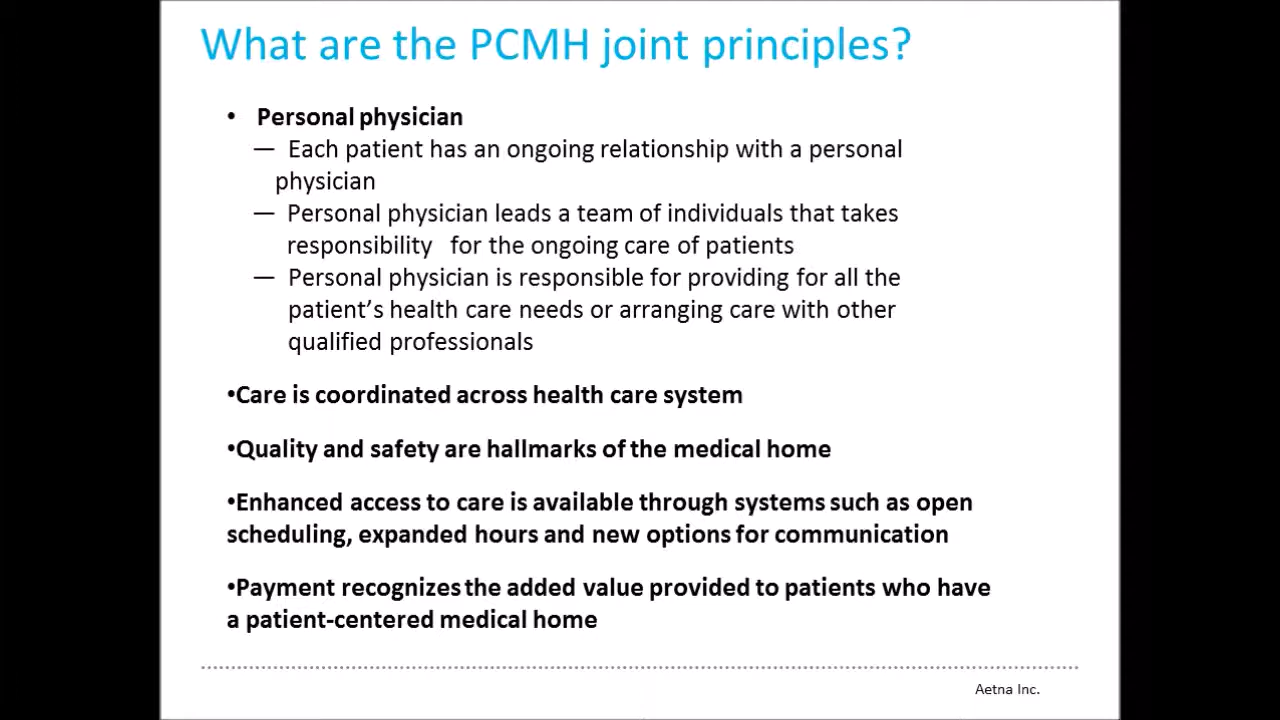 What are the PCMH joint principles?
• Personal physician
— Each patient has an ongoing relationship with a personal
physician
— Personal physician leads a team of individuals that takes
responsibility for the ongoing care of patients
— Personal physician is responsible for providing for all the
patient's health care needs or arranging care with other
qualified professionals
•Care is coordinated across health care system
•Quality and safety are hallmarks of the medical home
•Enhanced access to care is available through systems such as open
scheduling, expanded hours and new options for communication
•Payment recognizes the added value provided to patients who have
a patient-centered medical home
Aetna Inc.